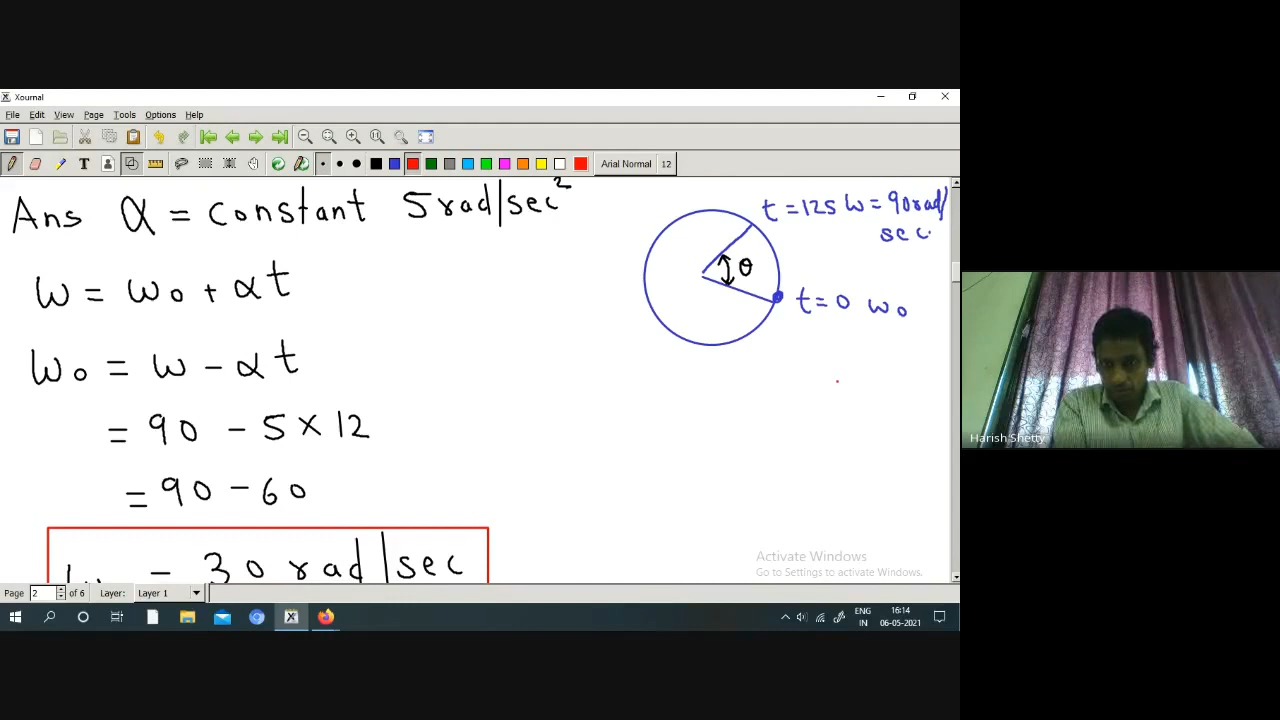 Xournal
File Edit View Page Tools Options Help
T Arial Normal 12
Ans α = constant 5 rad/sec²
t = 12S ω = 90 rad/
sec.
θ
ω = ω₀ + αt
t = 0 ω₀
ω₀ = ω - αt
= 90 - 5 × 12
= 90 - 60
= 30 rad/sec
Harish Shetty
Activate Windows
Go to Settings to activate Windows.
Page 2 of 6 Layer: Layer 1
ENG 16:14
IN 06-05-2021